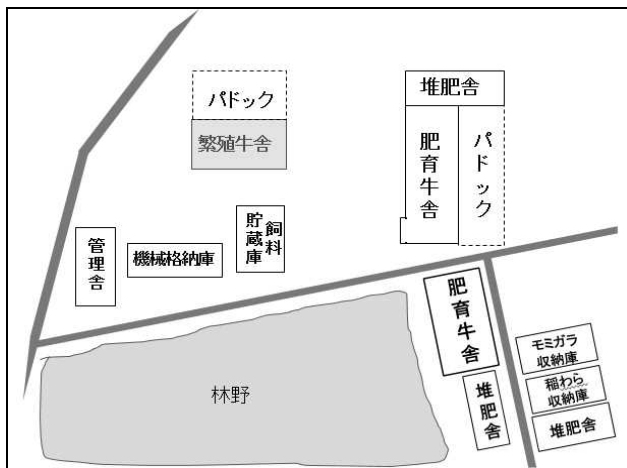 パドック
繁殖牛舎
堆肥舎
肥育牛舎
パドック
管理舎
機械格納庫
飼料
貯蔵庫
肥育牛舎
堆肥舎
モミガラ
収納庫
稲わら
収納庫
堆肥舎
林野